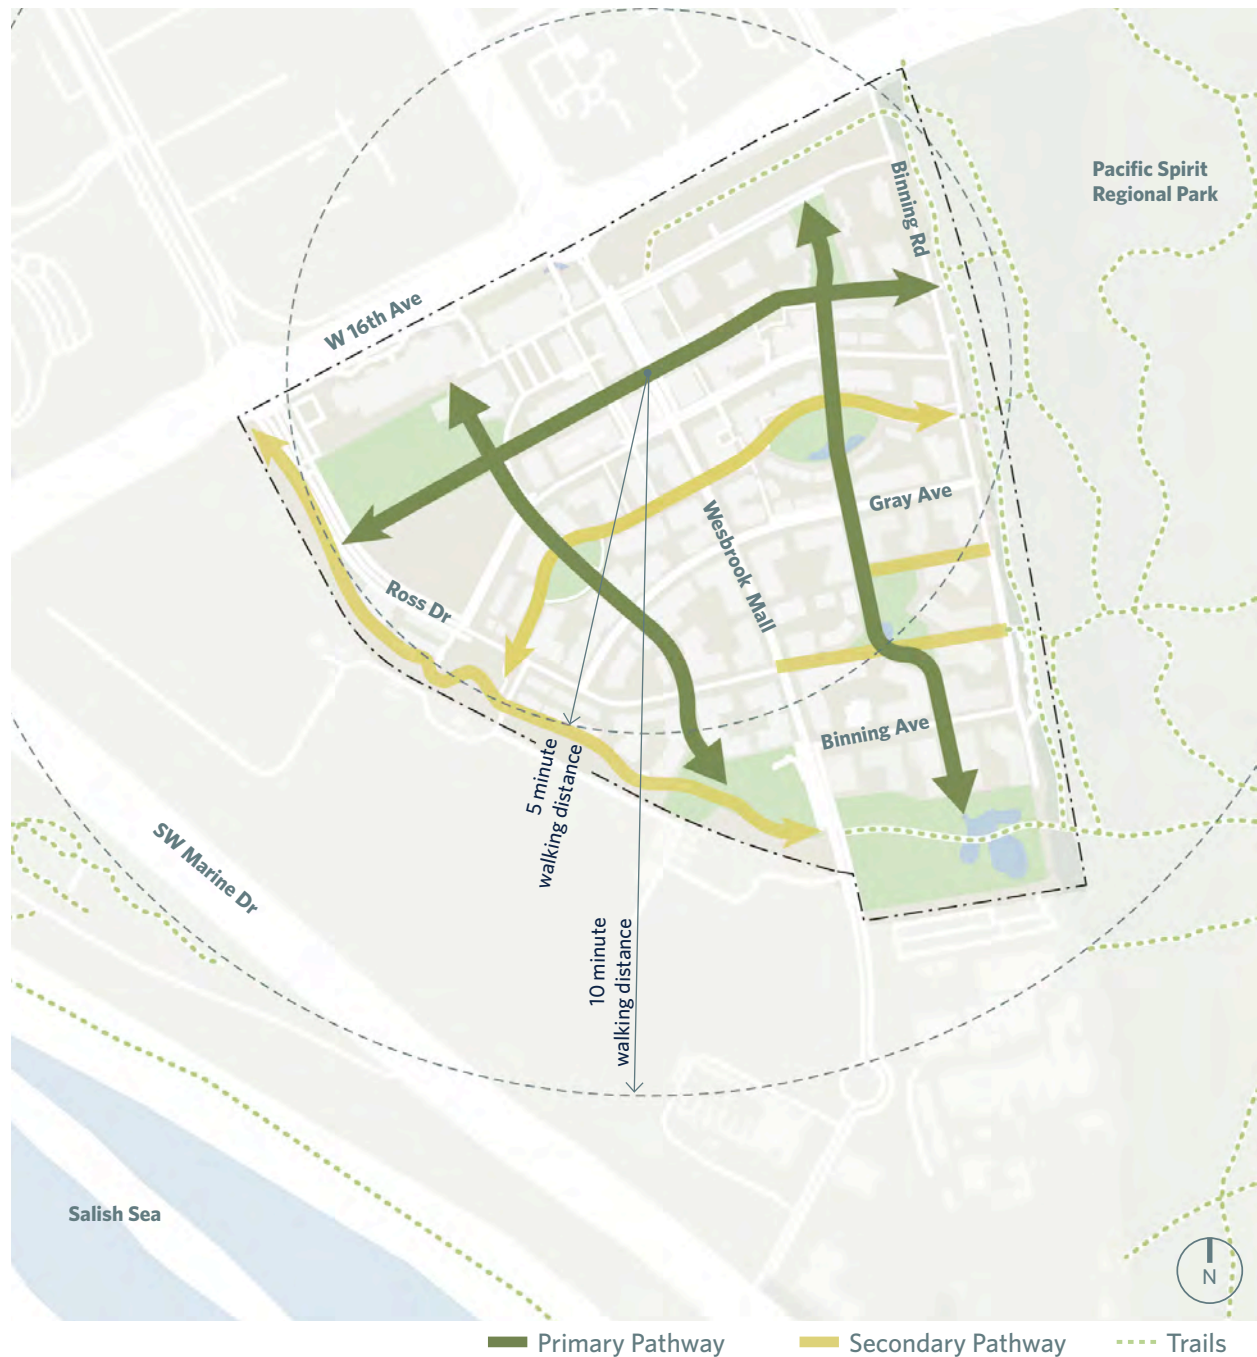 Pacific Spirit
Regional Park
Binning Rd
W 16th Ave
Gray Ave
Wesbrook Mall
Ross Dr
Binning Ave
5 minute
walking distance
SW Marine Dr
10 minute
walking distance
Salish Sea
N
Primary Pathway
Secondary Pathway
Trails